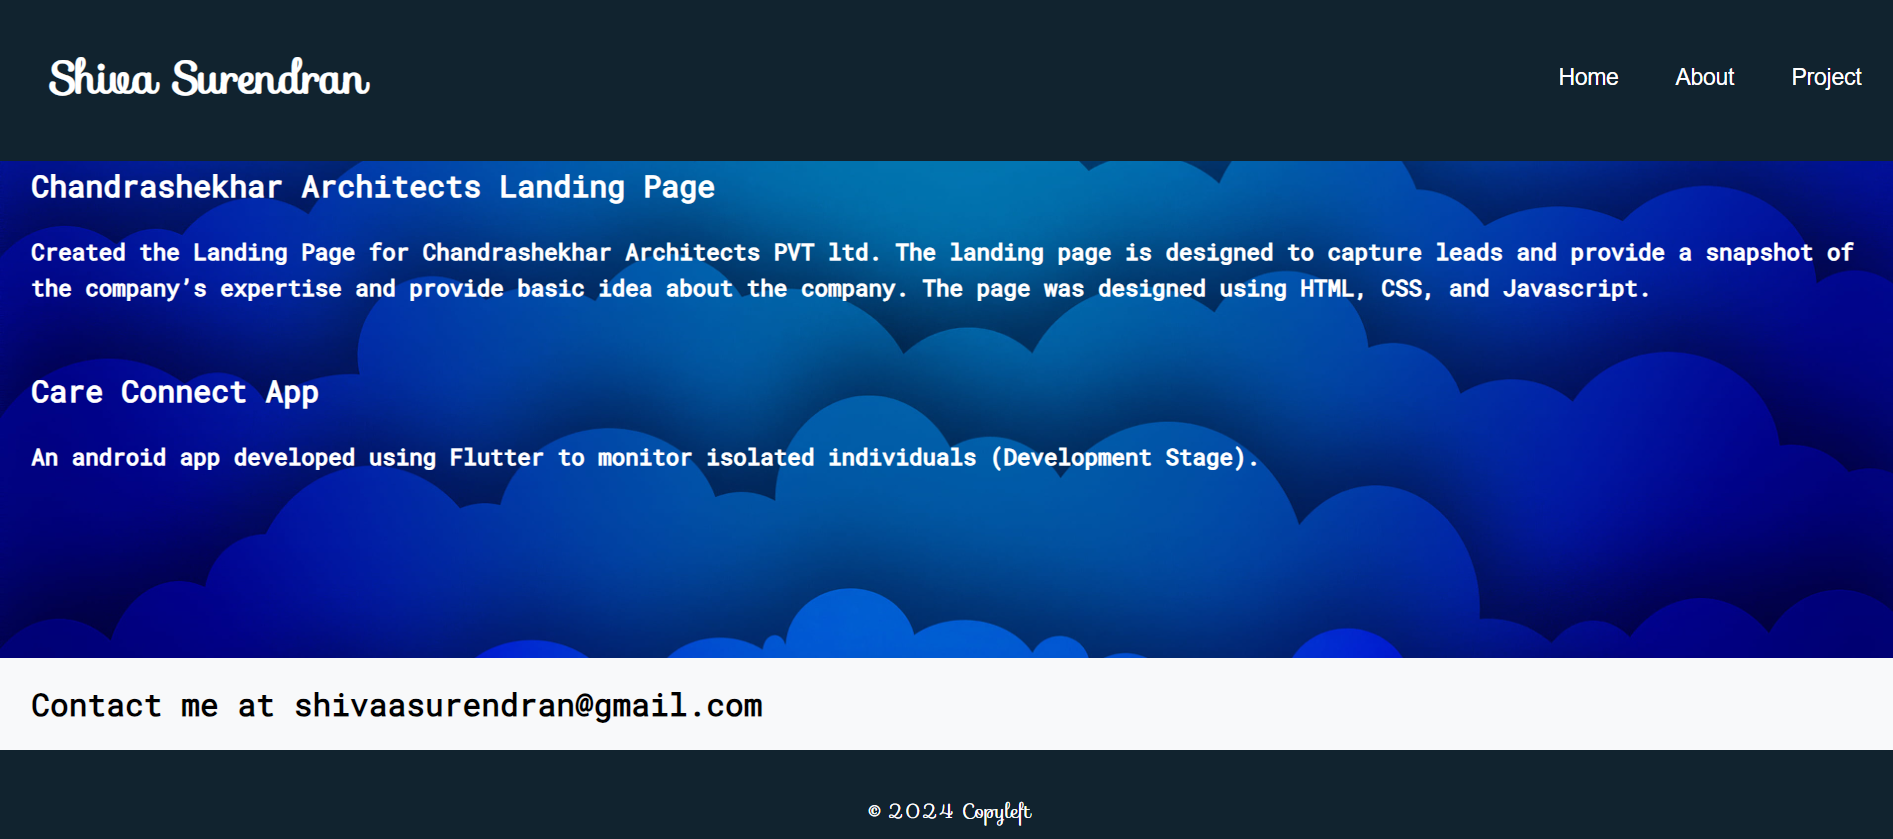 Shiva Surendran
Home About Project
Chandrashekhar Architects Landing Page
Created the Landing Page for Chandrashekhar Architects PVT ltd. The landing page is designed to capture leads and provide a snapshot of
the company’s expertise and provide basic idea about the company. The page was designed using HTML, CSS, and Javascript.
Care Connect App
An android app developed using Flutter to monitor isolated individuals (Development Stage).
Contact me at shivaasurendran@gmail.com
© 2024 Copyleft